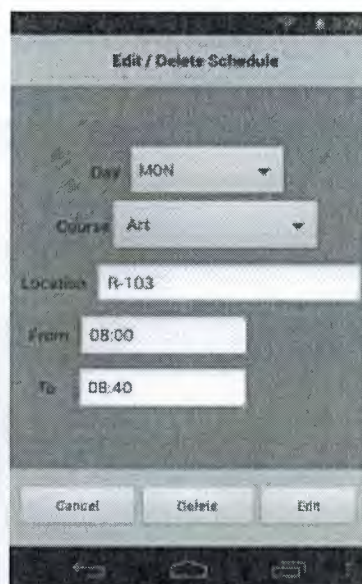 Edit / Delete Schedule
Day MON
Course Art
Location R-103
From 08:00
To 08:40
Cancel Delete Edit